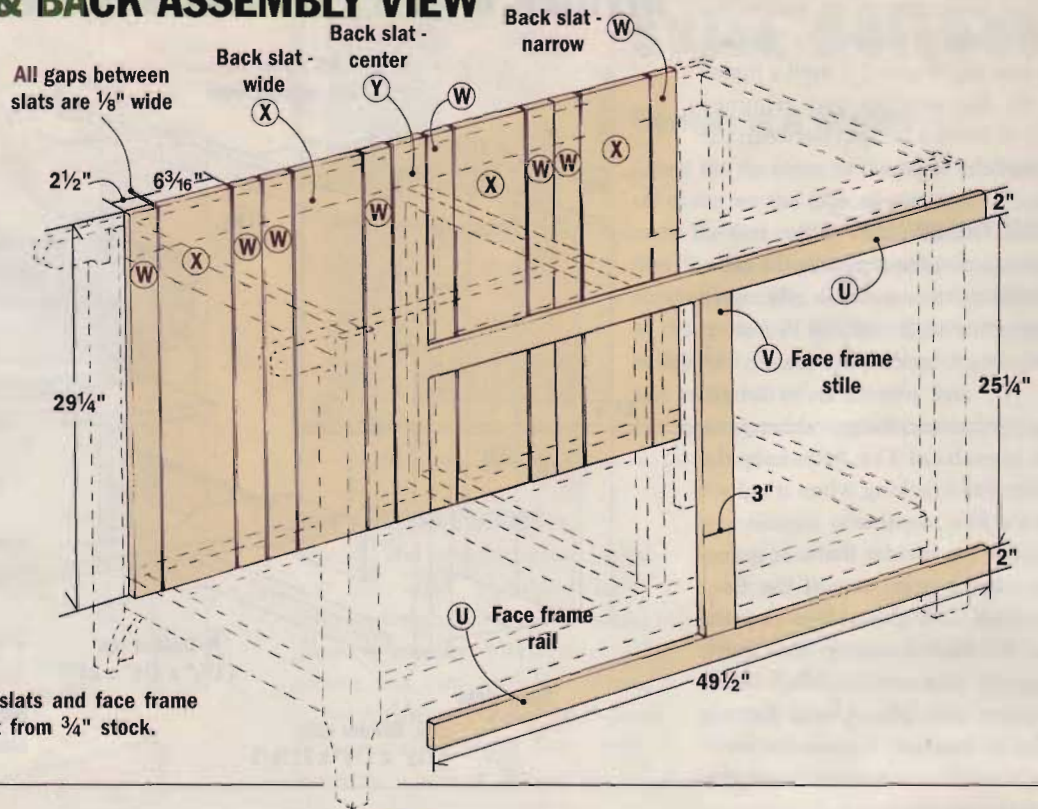 & BACK ASSEMBLY VIEW
All gaps between
slats are 1/8" wide
Back slat -
wide
X
Back slat -
center
Y
Back slat -
narrow
W
W
2½"
6 3/16"
W
X
W
W
W
X
W
W
X
2"
U
V Face frame
stile
29¼"
25¼"
3"
2"
U Face frame
rail
49½"
slats and face frame
from ¾" stock.